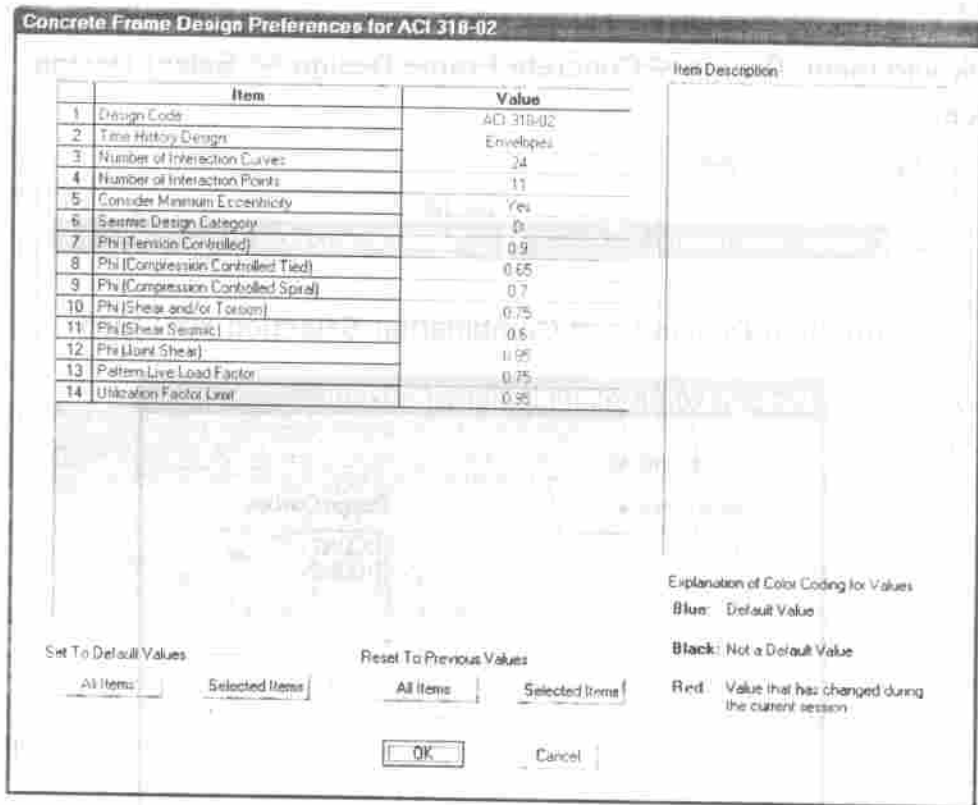 Concrete Frame Design Preferences for ACI 318-02
Item Description
Item Value
1 Design Code ACI 318-02
2 Time History Design Envelopes
3 Number of Interaction Curves 24
4 Number of Interaction Points 11
5 Consider Minimum Eccentricity Yes
6 Seismic Design Category D
7 Phi (Tension Controlled) 0.9
8 Phi (Compression Controlled Tied) 0.65
9 Phi (Compression Controlled Spiral) 0.7
10 Phi (Shear and/or Torsion) 0.75
11 Phi (Shear Seismic) 0.6
12 Phi (Joint Shear) 0.85
13 Pattern Live Load Factor 0.75
14 Utilization Factor Limit 0.95
Explanation of Color Coding for Values
Blue: Default Value
Black: Not a Default Value
Red: Value that has changed during
the current session
Set To Default Values
All Items Selected Items
Reset To Previous Values
All Items Selected Items
OK Cancel